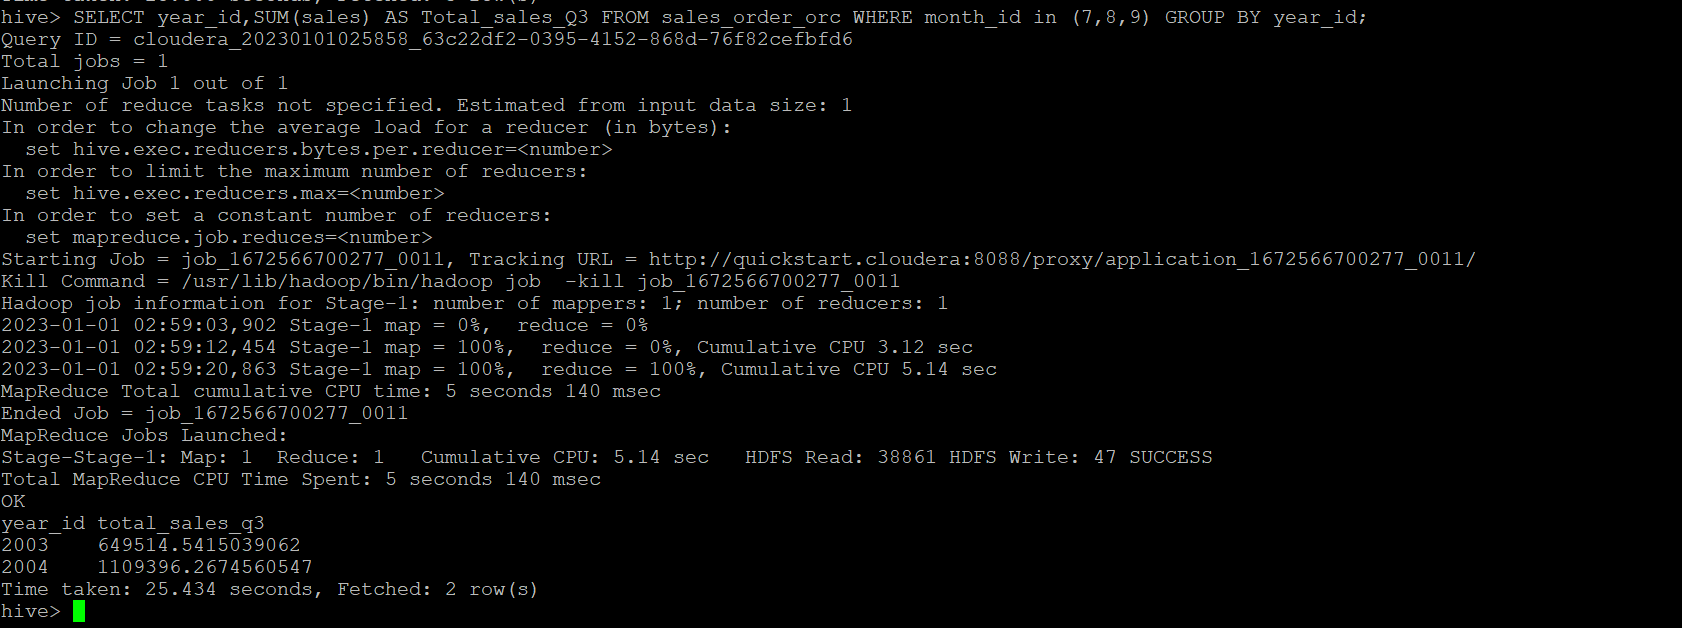 hive> SELECT year_id,SUM(sales) AS Total_sales_Q3 FROM sales_order_orc WHERE month_id in (7,8,9) GROUP BY year_id;
Query ID = cloudera_20230101025858_63c22df2-0395-4152-868d-76f82cefbfd6
Total jobs = 1
Launching Job 1 out of 1
Number of reduce tasks not specified. Estimated from input data size: 1
In order to change the average load for a reducer (in bytes):
  set hive.exec.reducers.bytes.per.reducer=<number>
In order to limit the maximum number of reducers:
  set hive.exec.reducers.max=<number>
In order to set a constant number of reducers:
  set mapreduce.job.reduces=<number>
Starting Job = job_1672566700277_0011, Tracking URL = http://quickstart.cloudera:8088/proxy/application_1672566700277_0011/
Kill Command = /usr/lib/hadoop/bin/hadoop job  -kill job_1672566700277_0011
Hadoop job information for Stage-1: number of mappers: 1; number of reducers: 1
2023-01-01 02:59:03,902 Stage-1 map = 0%,  reduce = 0%
2023-01-01 02:59:12,454 Stage-1 map = 100%,  reduce = 0%, Cumulative CPU 3.12 sec
2023-01-01 02:59:20,863 Stage-1 map = 100%,  reduce = 100%, Cumulative CPU 5.14 sec
MapReduce Total cumulative CPU time: 5 seconds 140 msec
Ended Job = job_1672566700277_0011
MapReduce Jobs Launched:
Stage-Stage-1: Map: 1  Reduce: 1   Cumulative CPU: 5.14 sec   HDFS Read: 38861 HDFS Write: 47 SUCCESS
Total MapReduce CPU Time Spent: 5 seconds 140 msec
OK
year_id total_sales_q3
2003    649514.5415039062
2004    1109396.2674560547
Time taken: 25.434 seconds, Fetched: 2 row(s)
hive>